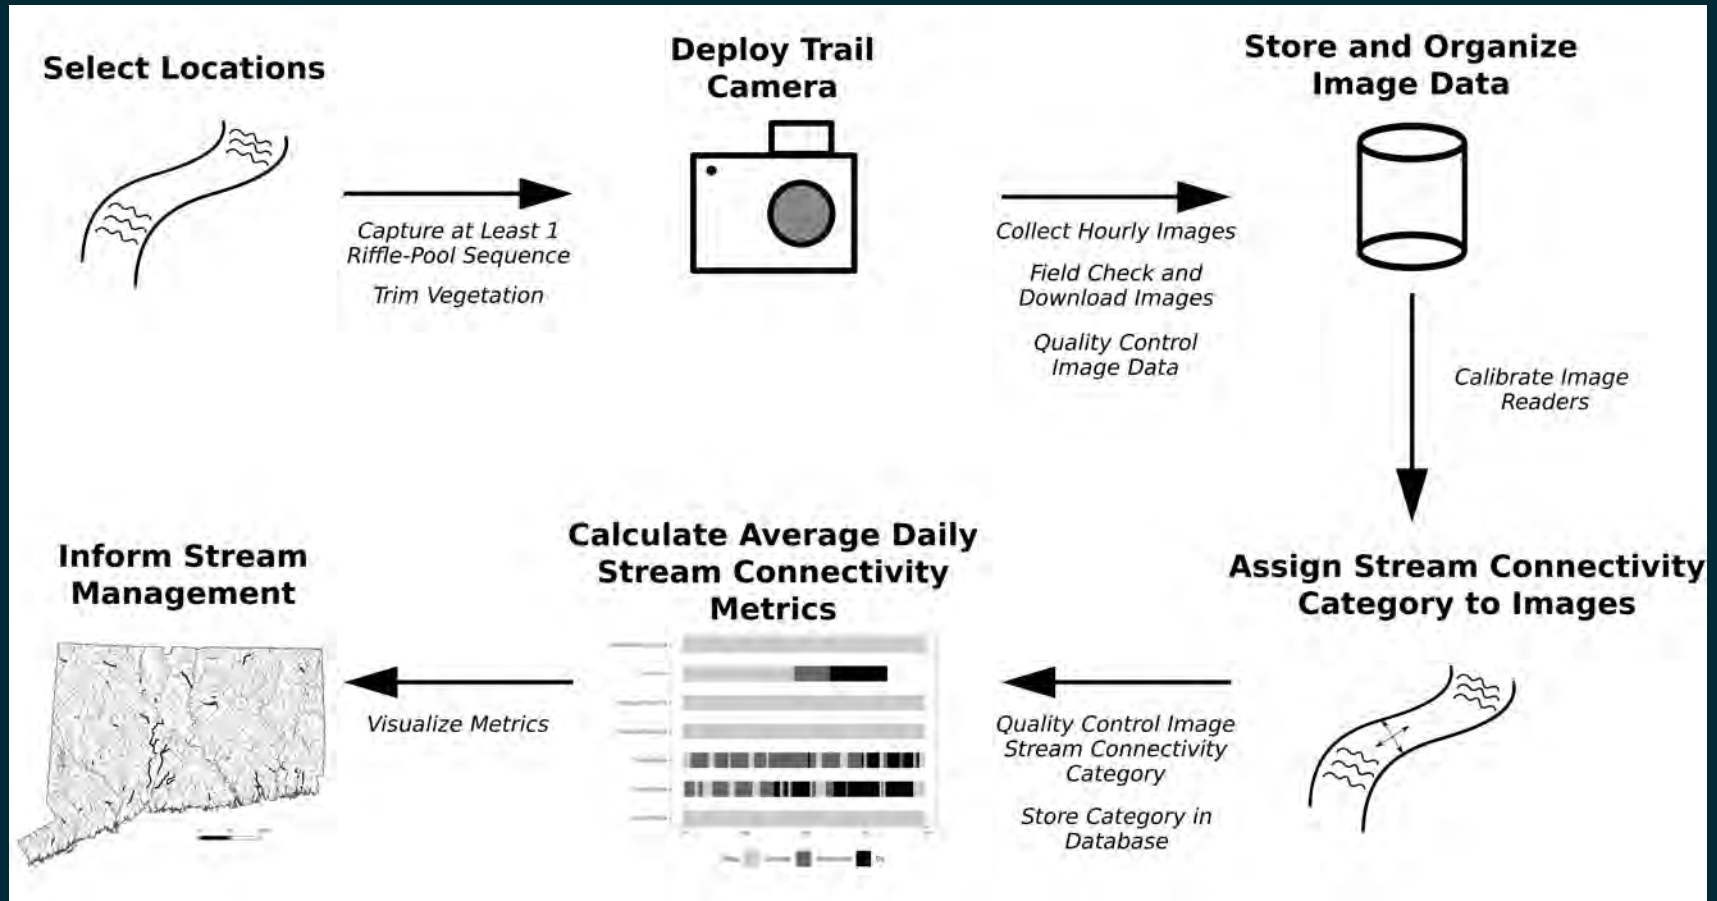 Select Locations
Capture at Least 1
Riffle-Pool Sequence
Trim Vegetation
Deploy Trail
Camera
Collect Hourly Images
Field Check and
Download Images
Quality Control
Image Data
Store and Organize
Image Data
Calibrate Image
Readers
Assign Stream Connectivity
Category to Images
Quality Control Image
Stream Connectivity
Category
Store Category in
Database
Calculate Average Daily
Stream Connectivity
Metrics
Visualize Metrics
Inform Stream
Management